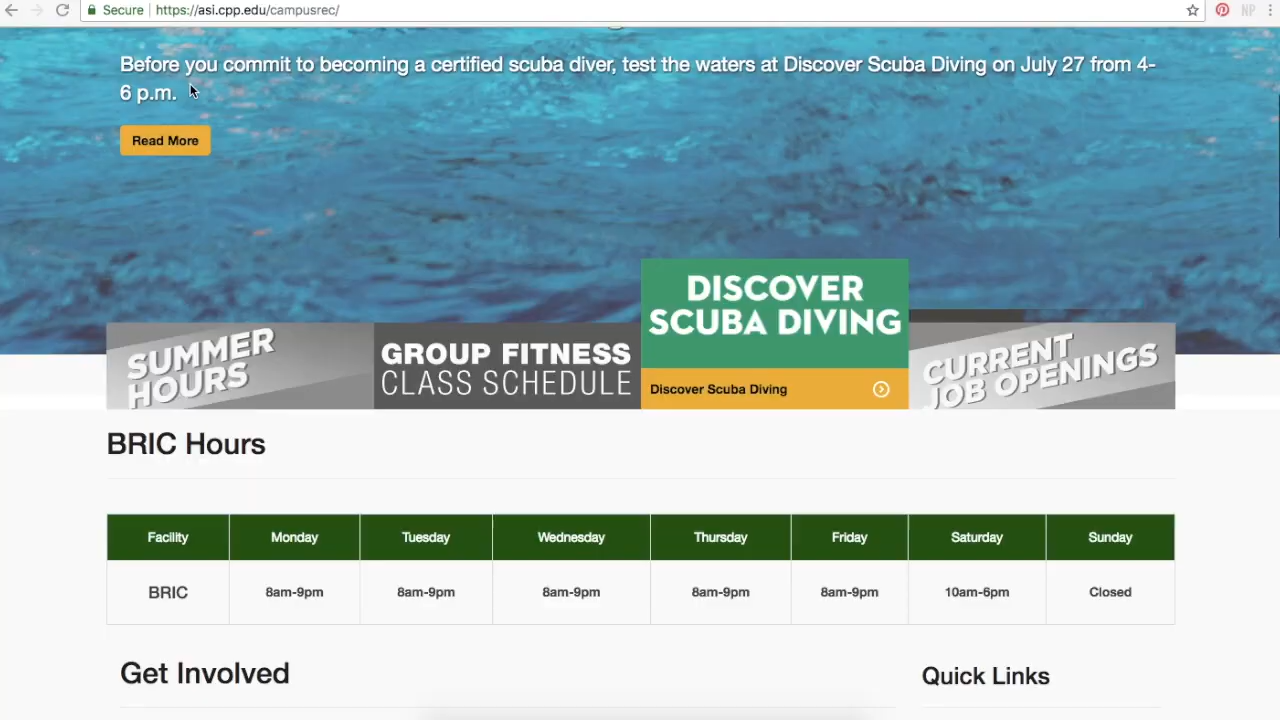 Secure https://asi.cpp.edu/campusrec/ NP
Before you commit to becoming a certified scuba diver, test the waters at Discover Scuba Diving on July 27 from 4-
6 p.m.
Read More
SUMMER
HOURS
GROUP FITNESS
CLASS SCHEDULE
DISCOVER
SCUBA DIVING
Discover Scuba Diving
CURRENT
JOB OPENINGS
BRIC Hours
Facility Monday Tuesday Wednesday Thursday Friday Saturday Sunday
BRIC 8am-9pm 8am-9pm 8am-9pm 8am-9pm 8am-9pm 10am-6pm Closed
Get Involved
Quick Links